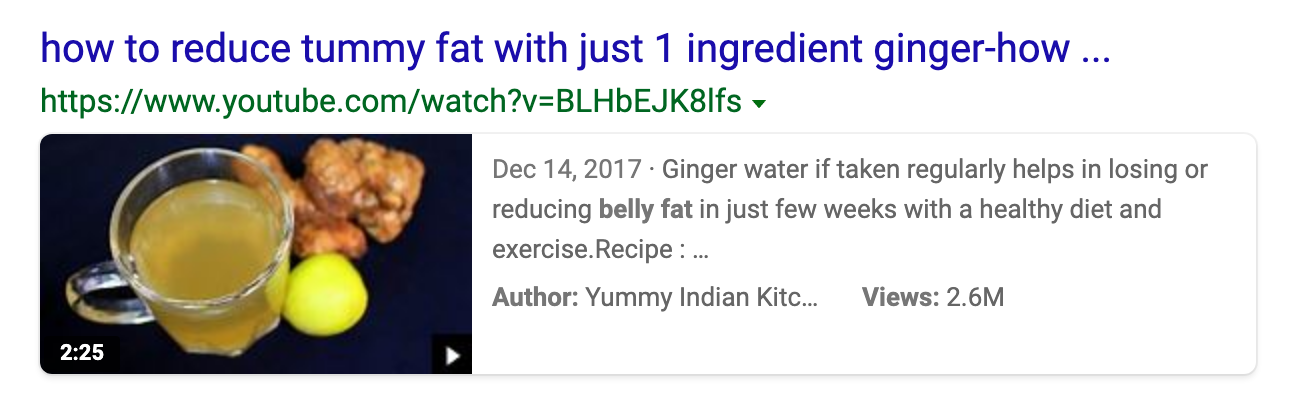 how to reduce tummy fat with just 1 ingredient ginger-how ...
https://www.youtube.com/watch?v=BLHbEJK8lfs
Dec 14, 2017 · Ginger water if taken regularly helps in losing or
reducing belly fat in just few weeks with a healthy diet and
exercise.Recipe : ...
Author: Yummy Indian Kitc... Views: 2.6M
2:25